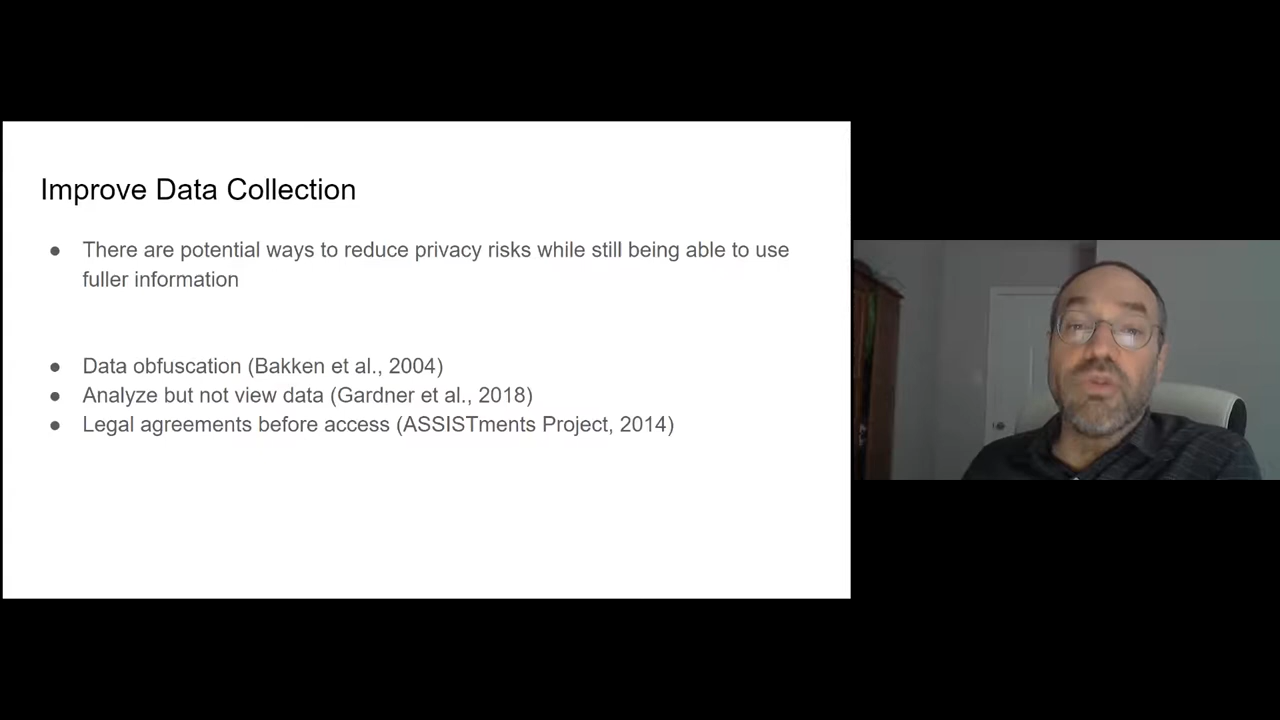 Improve Data Collection
● There are potential ways to reduce privacy risks while still being able to use
fuller information
● Data obfuscation (Bakken et al., 2004)
● Analyze but not view data (Gardner et al., 2018)
● Legal agreements before access (ASSISTments Project, 2014)